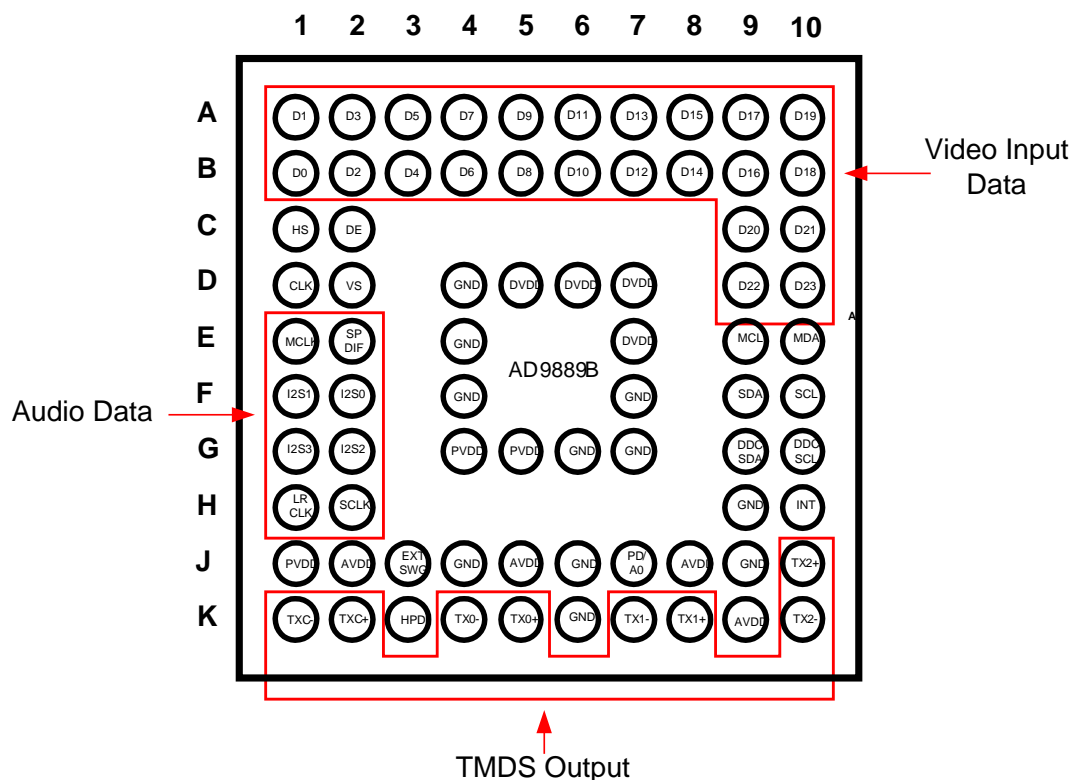 1 2 3 4 5 6 7 8 9 10
A D1 D3 D5 D7 D9 D11 D13 D15 D17 D19
B D0 D2 D4 D6 D8 D10 D12 D14 D16 D18
Video Input
Data
C HS DE D20 D21
D CLK VS GND DVDD DVDD DVDD D22 D23
A
E MCLK SP
DIF GND DVDD MCL MDA
AD9889B
F I2S1 I2S0 GND GND SDA SCL
Audio Data
G I2S3 I2S2 PVDD PVDD GND GND DDC
SDA DDC
SCL
H LR
CLK SCLK GND INT
J PVDD AVDD EXT
SWG GND AVDD GND PD/
A0 AVDD GND TX2+
K TXC- TXC+ HPD TX0- TX0+ GND TX1- TX1+ AVDD TX2-
TMDS Output